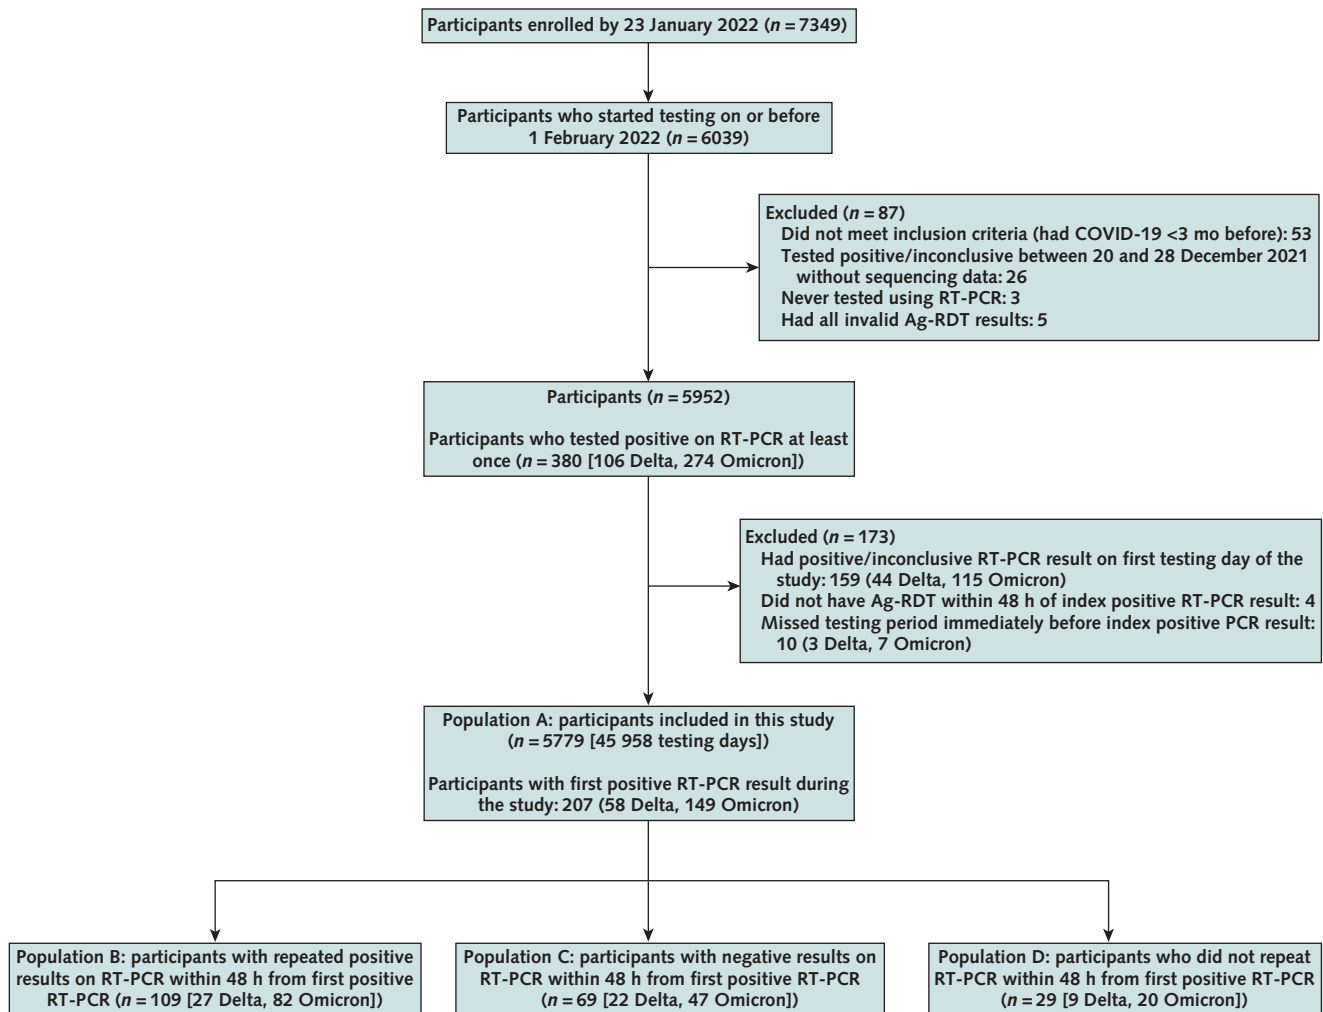 Participants enrolled by 23 January 2022 (n = 7349)
Participants who started testing on or before
1 February 2022 (n = 6039)
Excluded (n = 87)
Did not meet inclusion criteria (had COVID-19 <3 mo before): 53
Tested positive/inconclusive between 20 and 28 December 2021
without sequencing data: 26
Never tested using RT-PCR: 3
Had all invalid Ag-RDT results: 5
Participants (n = 5952)
Participants who tested positive on RT-PCR at least
once (n = 380 [106 Delta, 274 Omicron])
Excluded (n = 173)
Had positive/inconclusive RT-PCR result on first testing day of the
study: 159 (44 Delta, 115 Omicron)
Did not have Ag-RDT within 48 h of index positive RT-PCR result: 4
Missed testing period immediately before index positive PCR result:
10 (3 Delta, 7 Omicron)
Population A: participants included in this study
(n = 5779 [45 958 testing days])
Participants with first positive RT-PCR result during
the study: 207 (58 Delta, 149 Omicron)
Population B: participants with repeated positive
results on RT-PCR within 48 h from first positive
RT-PCR (n = 109 [27 Delta, 82 Omicron])
Population C: participants with negative results on
RT-PCR within 48 h from first positive RT-PCR
(n = 69 [22 Delta, 47 Omicron])
Population D: participants who did not repeat
RT-PCR within 48 h from first positive RT-PCR
(n = 29 [9 Delta, 20 Omicron])